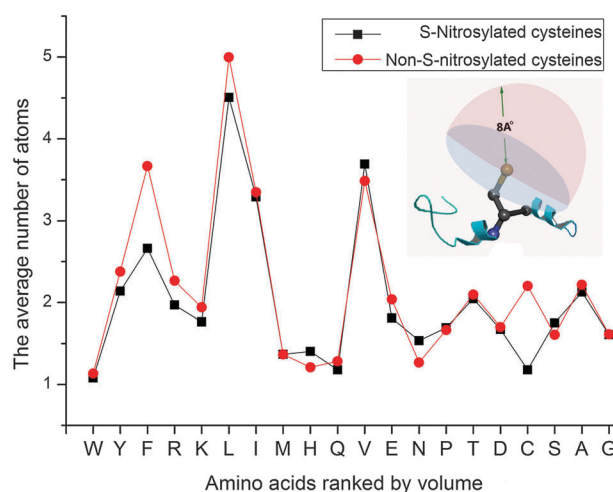 S-Nitrosylated cysteines
Non-S-nitrosylated cysteines
8A°
The average number of atoms
5
4
3
2
1
W Y F R K L I M H Q V E N P T D C S A G
Amino acids ranked by volume